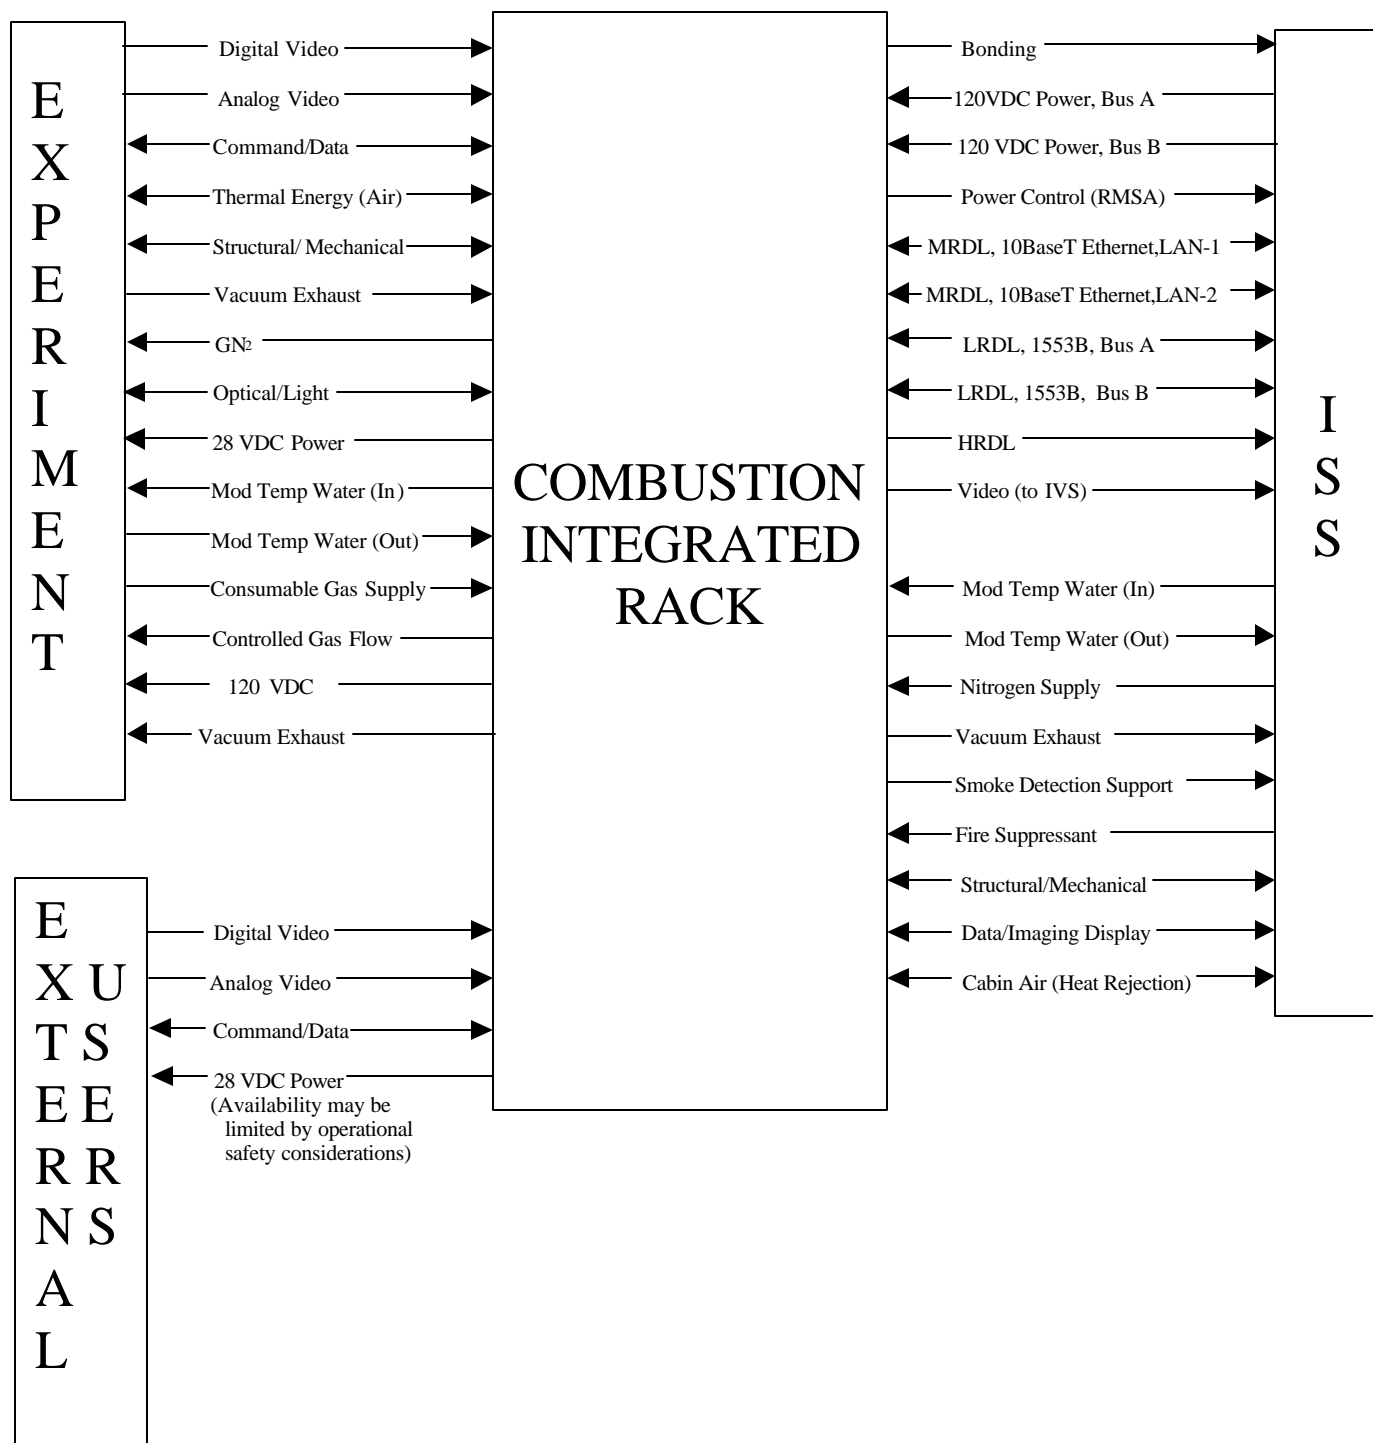 EXPERIMENT
Digital Video
Analog Video
Command/Data
Thermal Energy (Air)
Structural/ Mechanical
Vacuum Exhaust
GN2
Optical/Light
28 VDC Power
Mod Temp Water (In)
Mod Temp Water (Out)
Consumable Gas Supply
Controlled Gas Flow
120 VDC
Vacuum Exhaust
EXTERNAL
USERS
Digital Video
Analog Video
Command/Data
28 VDC Power
(Availability may be
limited by operational
safety considerations)
COMBUSTION
INTEGRATED
RACK
Bonding
120VDC Power, Bus A
120 VDC Power, Bus B
Power Control (RMSA)
MRDL, 10BaseT Ethernet,LAN-1
MRDL, 10BaseT Ethernet,LAN-2
LRDL, 1553B, Bus A
LRDL, 1553B, Bus B
HRDL
Video (to IVS)
Mod Temp Water (In)
Mod Temp Water (Out)
Nitrogen Supply
Vacuum Exhaust
Smoke Detection Support
Fire Suppressant
Structural/Mechanical
Data/Imaging Display
Cabin Air (Heat Rejection)
ISS